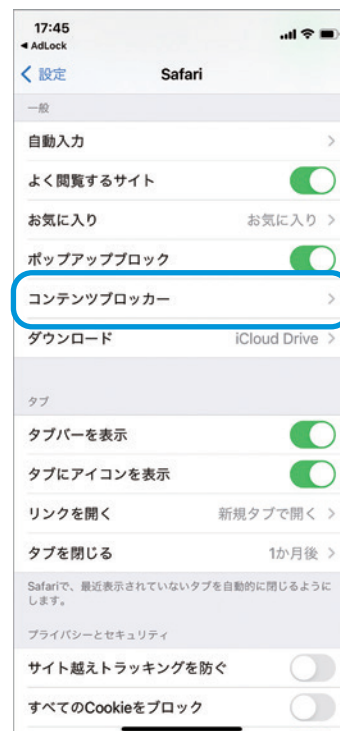 17:45
◀ AdLock
設定 Safari
一般
自動入力
よく閲覧するサイト
お気に入り お気に入り
ポップアップブロック
コンテンツブロッカー
ダウンロード iCloud Drive
タブ
タブバーを表示
タブにアイコンを表示
リンクを開く 新規タブで開く
タブを閉じる 1か月後
Safariで、最近表示されていないタブを自動的に閉じるように
します。
プライバシーとセキュリティ
サイト越えトラッキングを防ぐ
すべてのCookieをブロック